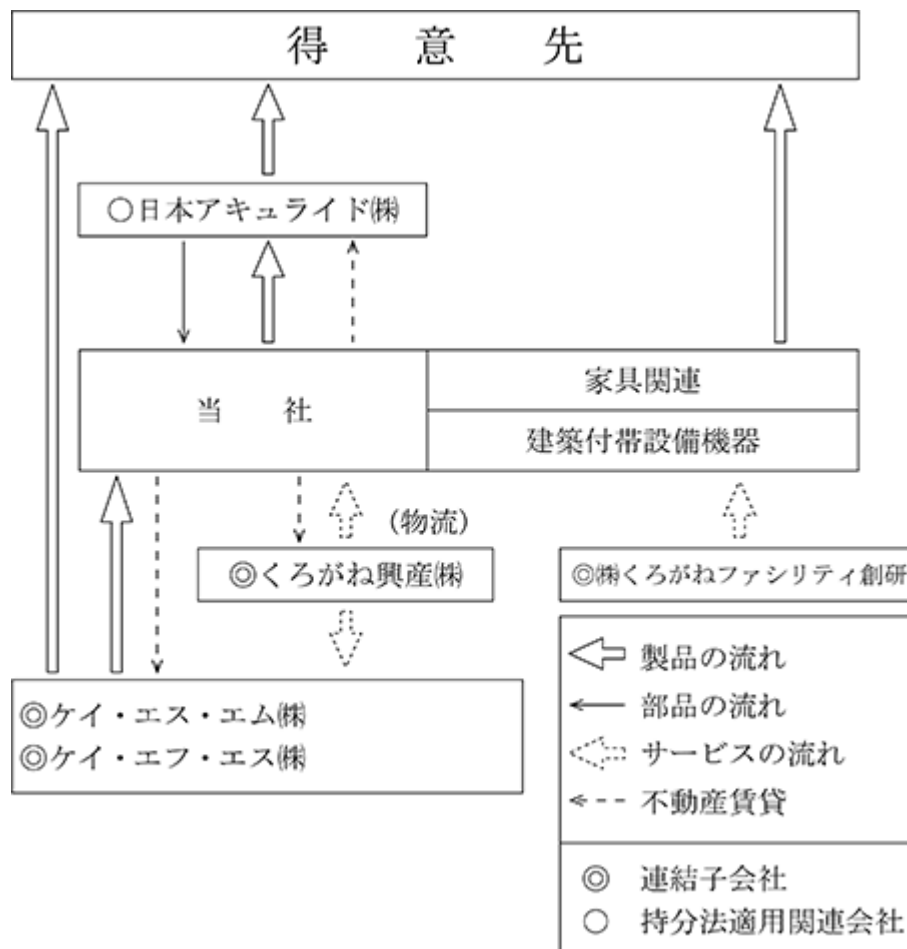 得　意　先
○日本アキュライド㈱
当　社
家具関連
建築付帯設備機器
(物流)
◎くろがね興産㈱
◎㈱くろがねファシリティ創研
◎ケイ・エス・エム㈱
◎ケイ・エフ・エス㈱
製品の流れ
部品の流れ
サービスの流れ
不動産賃貸
◎　連結子会社
○　持分法適用関連会社